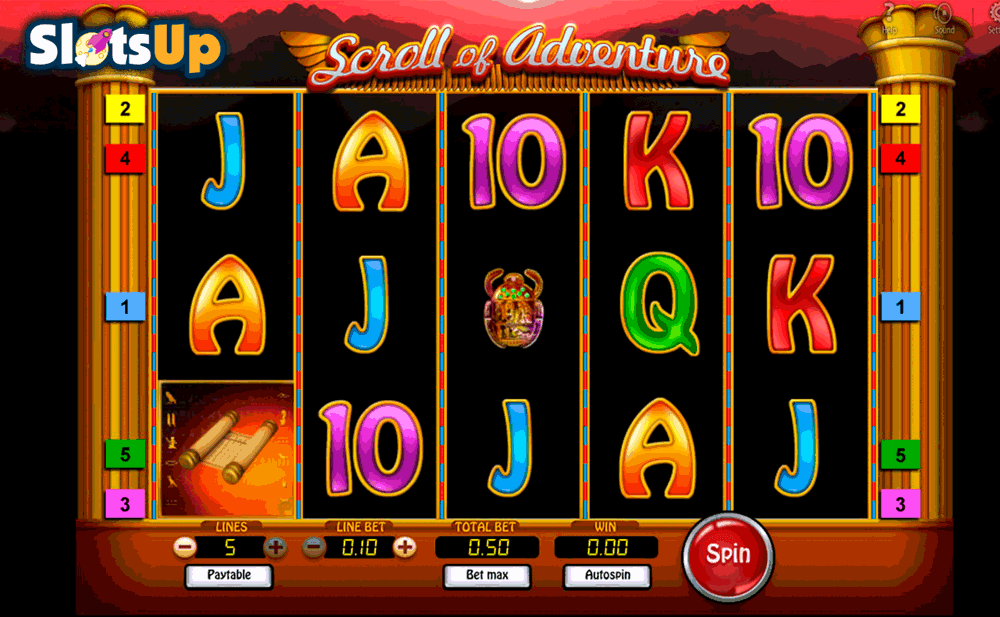 SlotsUp
Scroll of Adventure
Help
Sound
2 2
4 4
J A 10 K 10
1 1
A J Q K
5 5
10 J A J
3 3
LINES LINE BET TOTAL BET WIN
5 0.10 0.50 0.00
Spin
Paytable Bet max Autospin